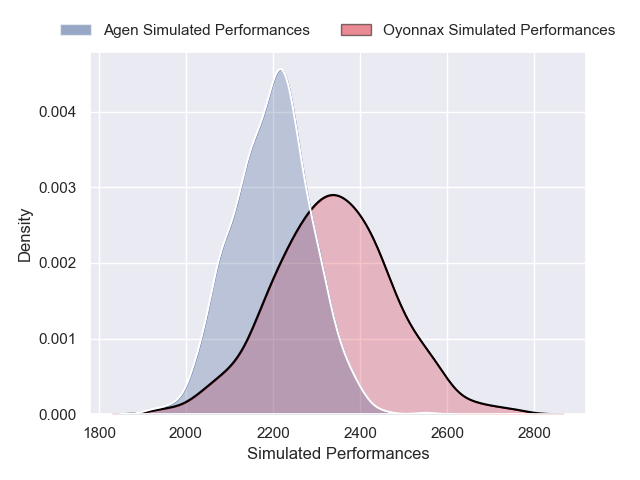 Agen Simulated Performances Oyonnax Simulated Performances
0.004
0.003
0.002
0.001
0.000
Density
1800 2000 2200 2400 2600 2800
Simulated Performances